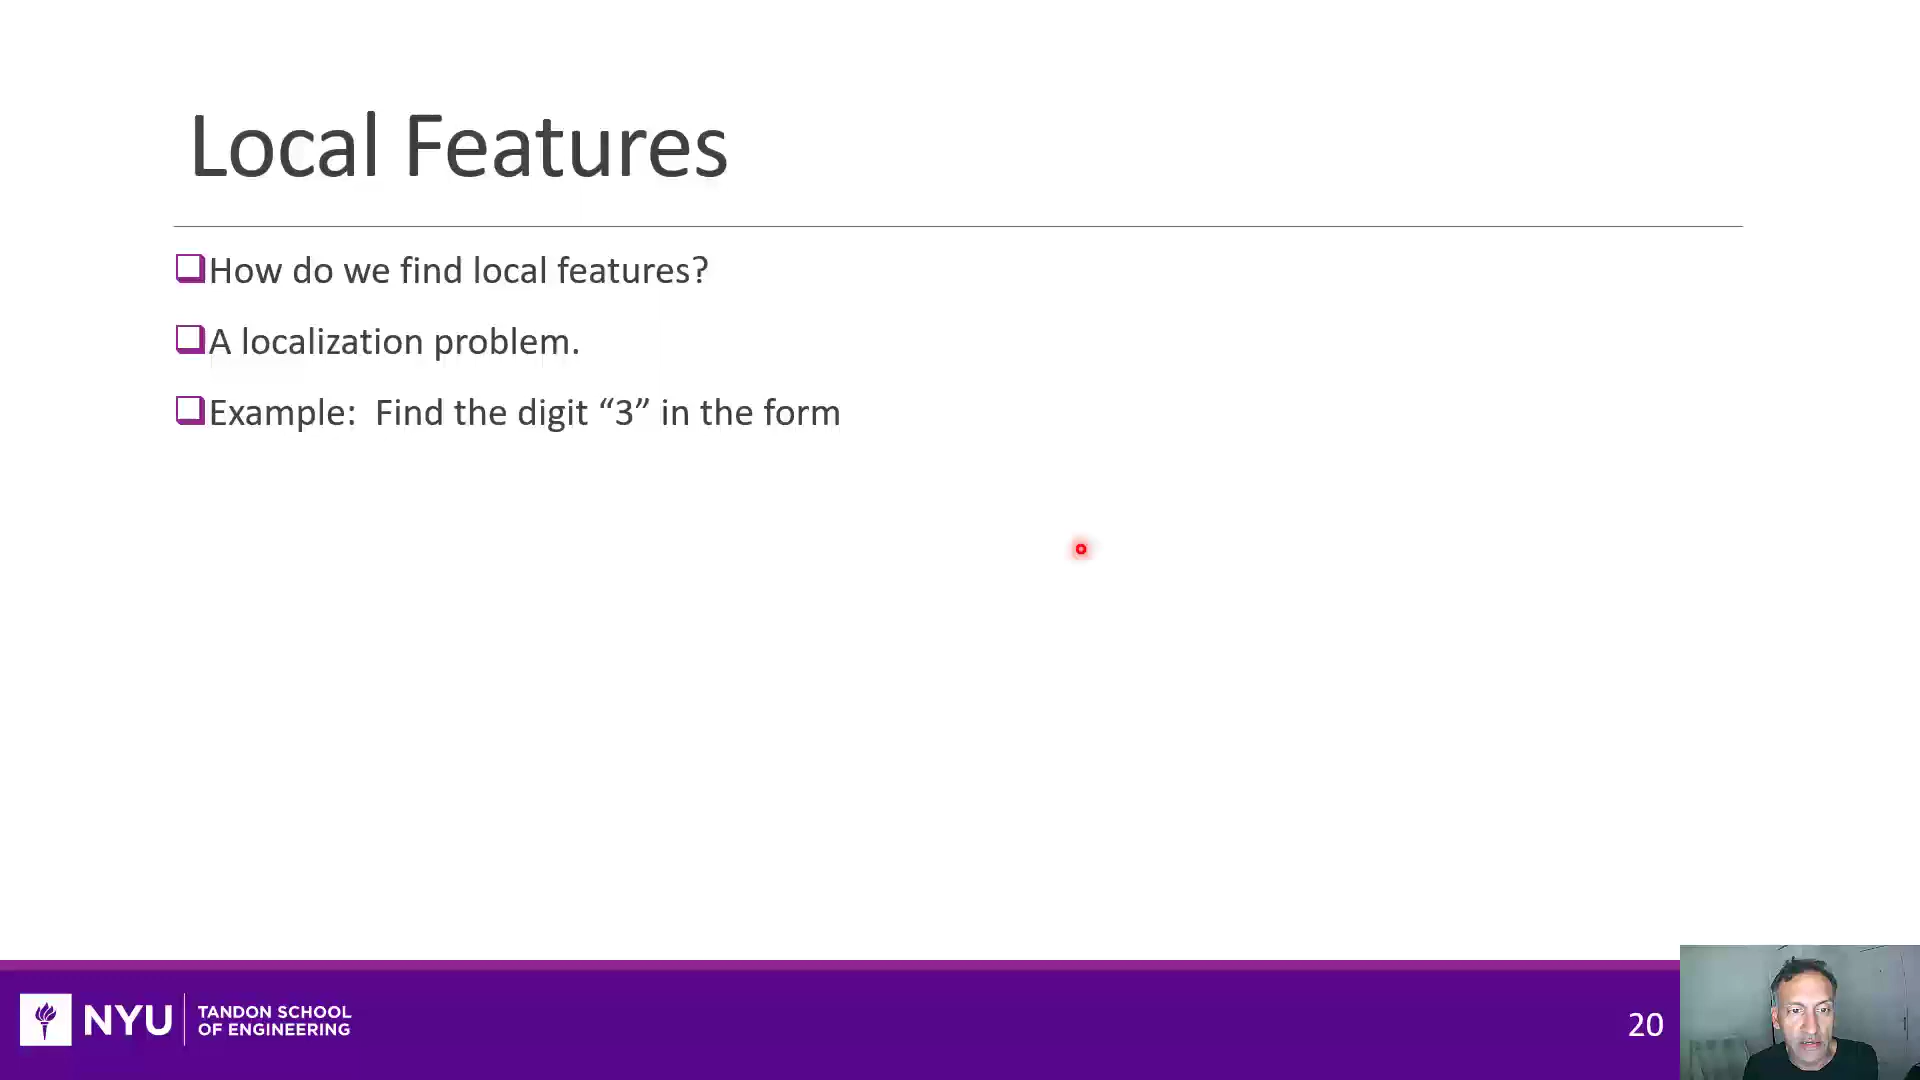 Local Features
How do we find local features?
A localization problem.
Example: Find the digit “3” in the form
NYU
TANDON SCHOOL
OF ENGINEERING
20